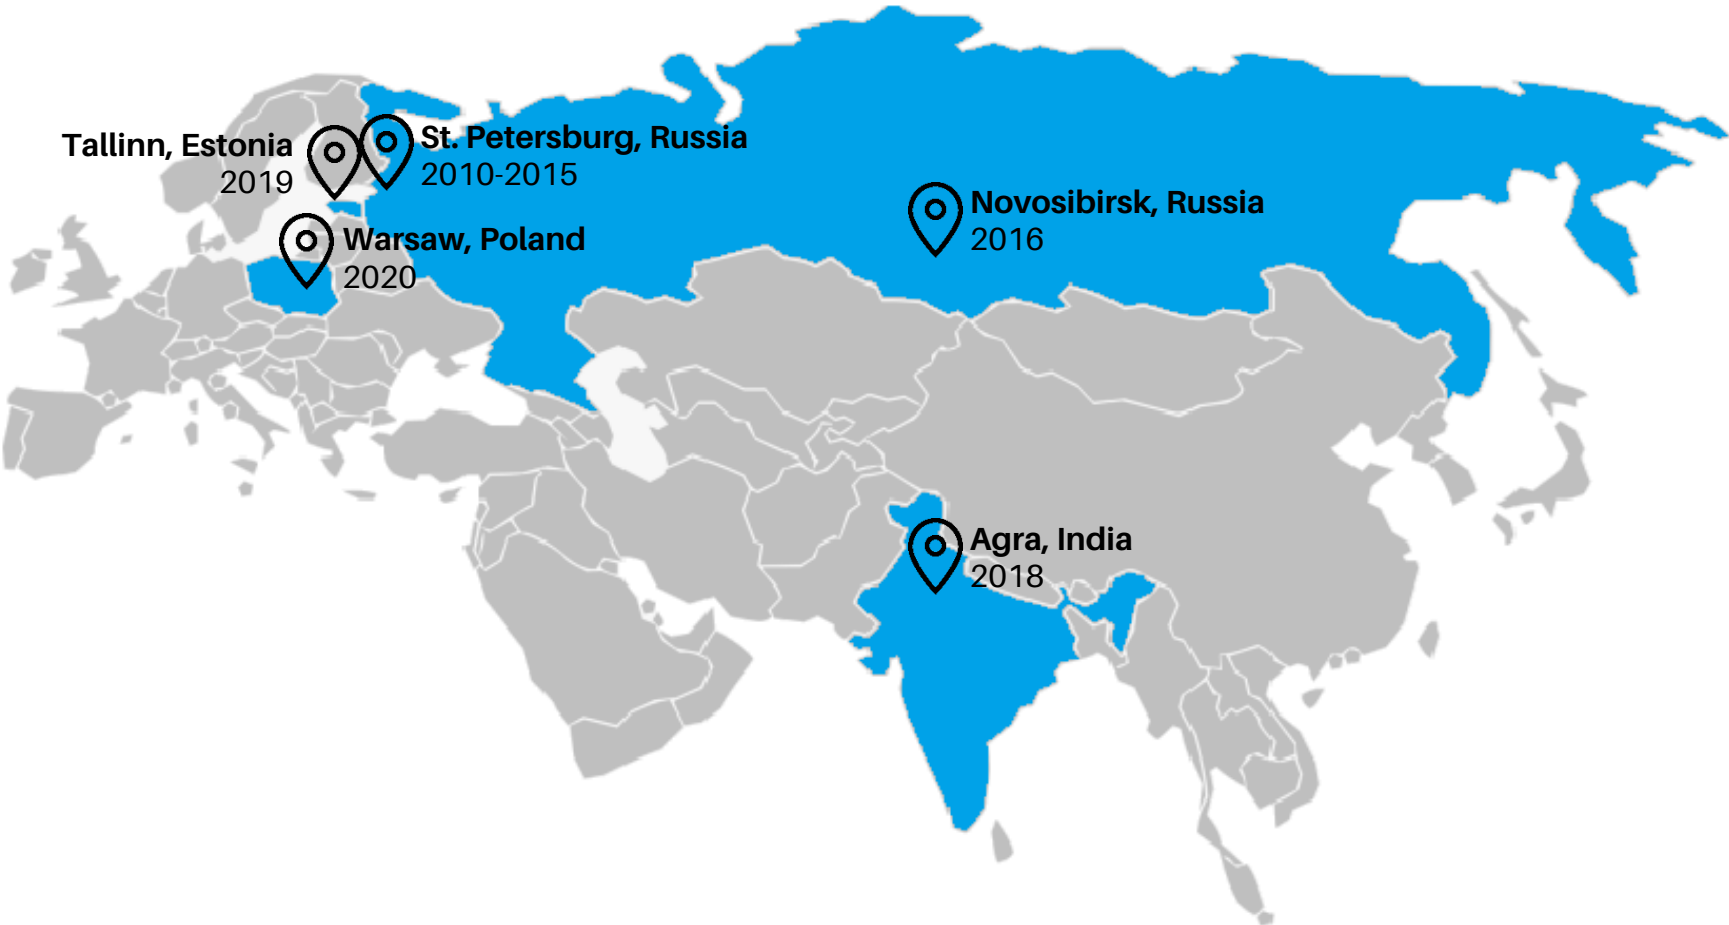 Tallinn, Estonia
2019
St. Petersburg, Russia
2010-2015
Novosibirsk, Russia
2016
Warsaw, Poland
2020
Agra, India
2018